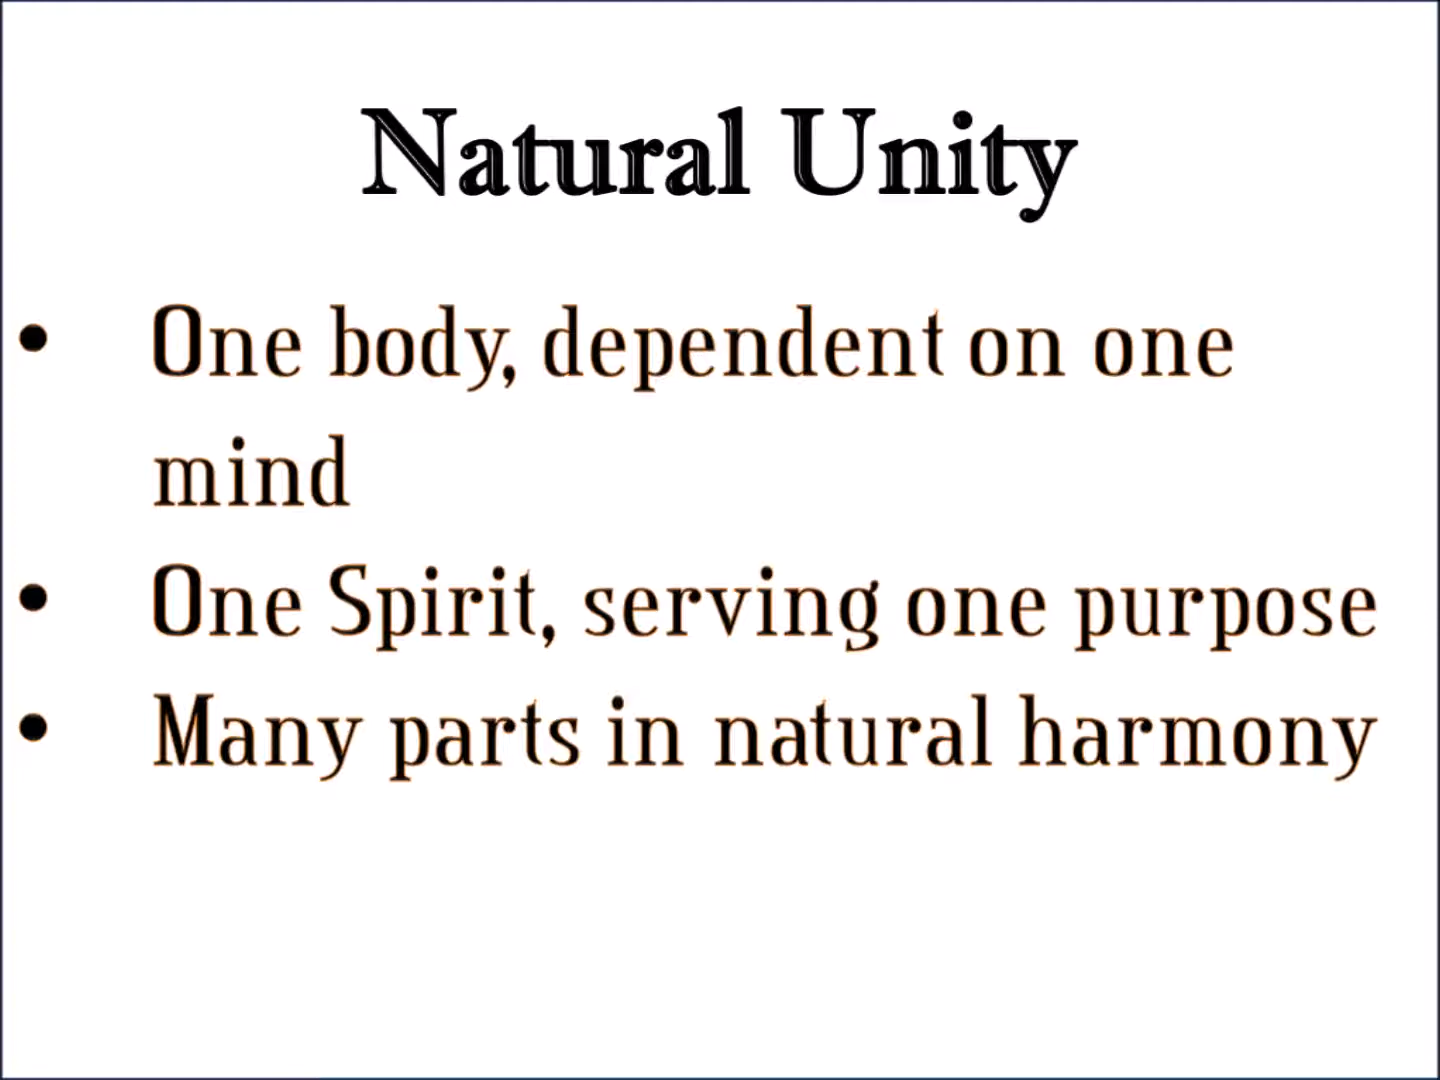 Natural Unity
• One body, dependent on one
mind
• One Spirit, serving one purpose
• Many parts in natural harmony